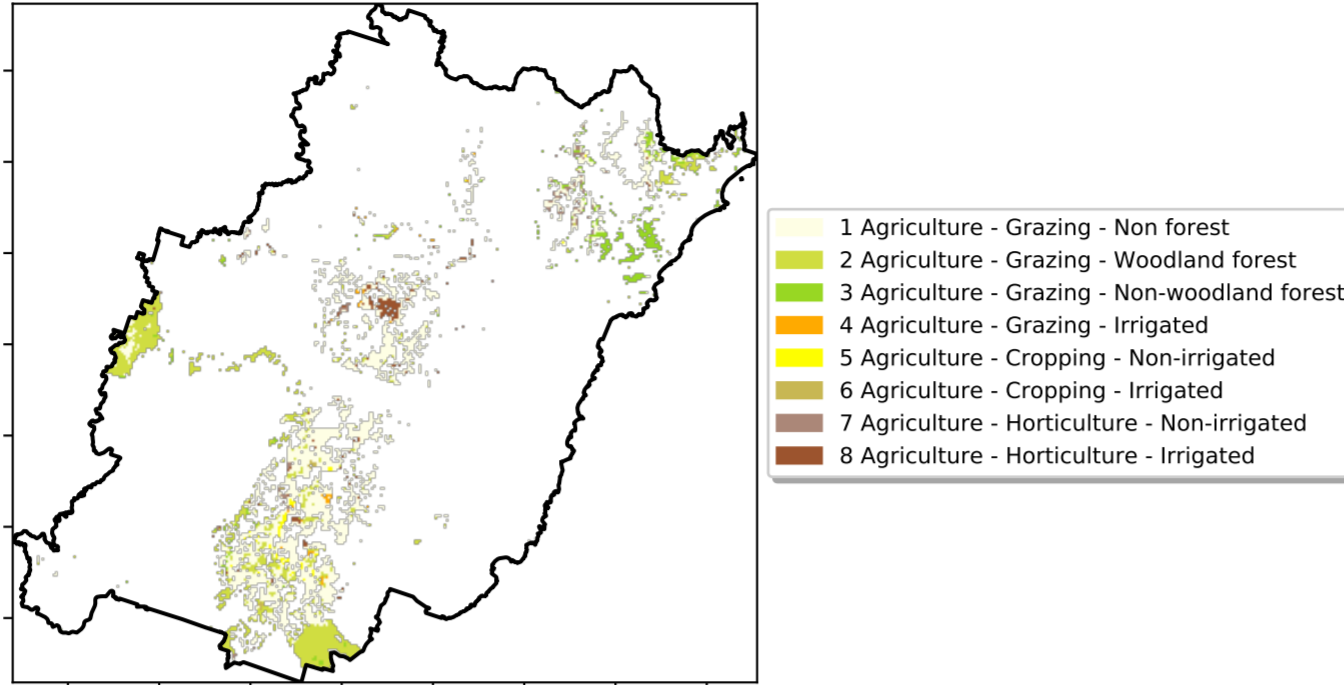 1 Agriculture - Grazing - Non forest
2 Agriculture - Grazing - Woodland forest
3 Agriculture - Grazing - Non-woodland forest
4 Agriculture - Grazing - Irrigated
5 Agriculture - Cropping - Non-irrigated
6 Agriculture - Cropping - Irrigated
7 Agriculture - Horticulture - Non-irrigated
8 Agriculture - Horticulture - Irrigated